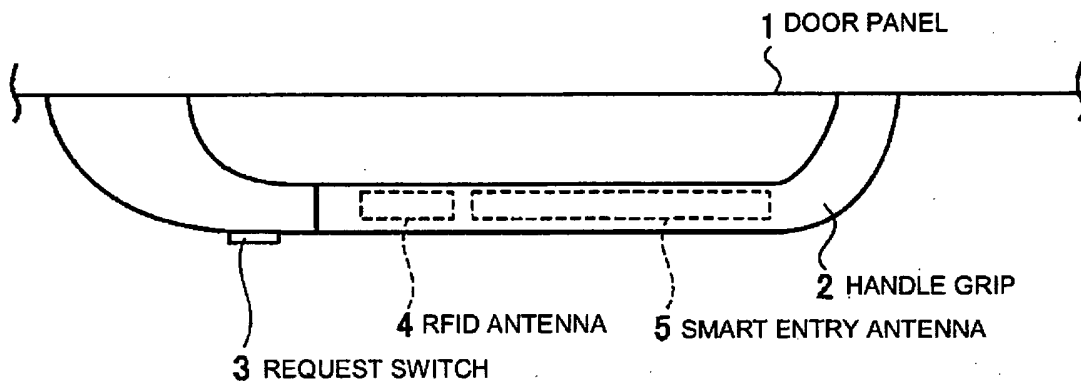 1 DOOR PANEL
2 HANDLE GRIP
4 RFID ANTENNA
5 SMART ENTRY ANTENNA
3 REQUEST SWITCH